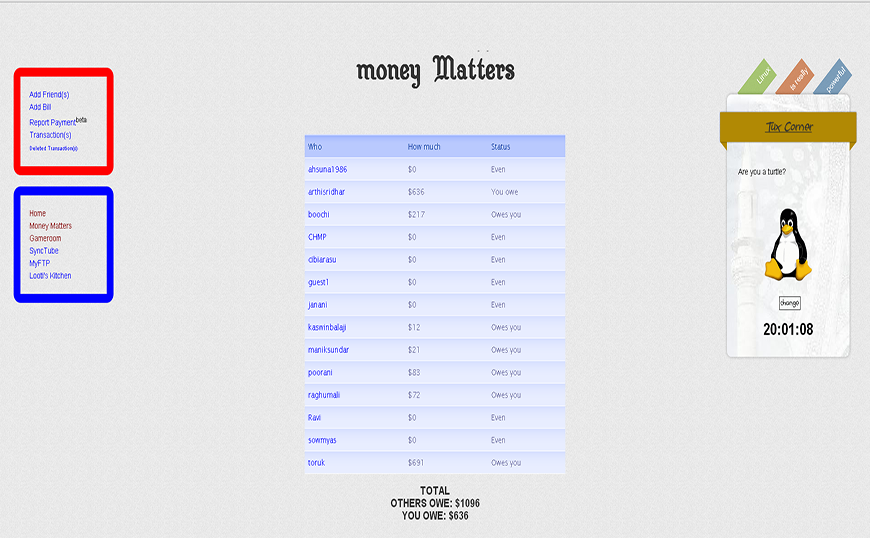 money Matters
Add Friend(s)
Add Bill
Report Payment beta
Transaction(s)
Deleted Transaction(s)
Home
Money Matters
Gameroom
SyncTube
MyFTP
Looti's Kitchen
Who How much Status
ahsuna1986 $0 Even
arthisridhar $636 You owe
boochi $217 Owes you
CHMP $0 Even
cibiarasu $0 Even
guest1 $0 Even
janani $0 Even
kaswinbalaji $12 Owes you
maniksundar $21 Owes you
poorani $83 Owes you
raghumali $72 Owes you
Ravi $0 Even
sowmyas $0 Even
toruk $691 Owes you
TOTAL
OTHERS OWE: $1096
YOU OWE: $636
Linux
is really
powerful
Tux Corner
Are you a turtle?
change
20:01:08